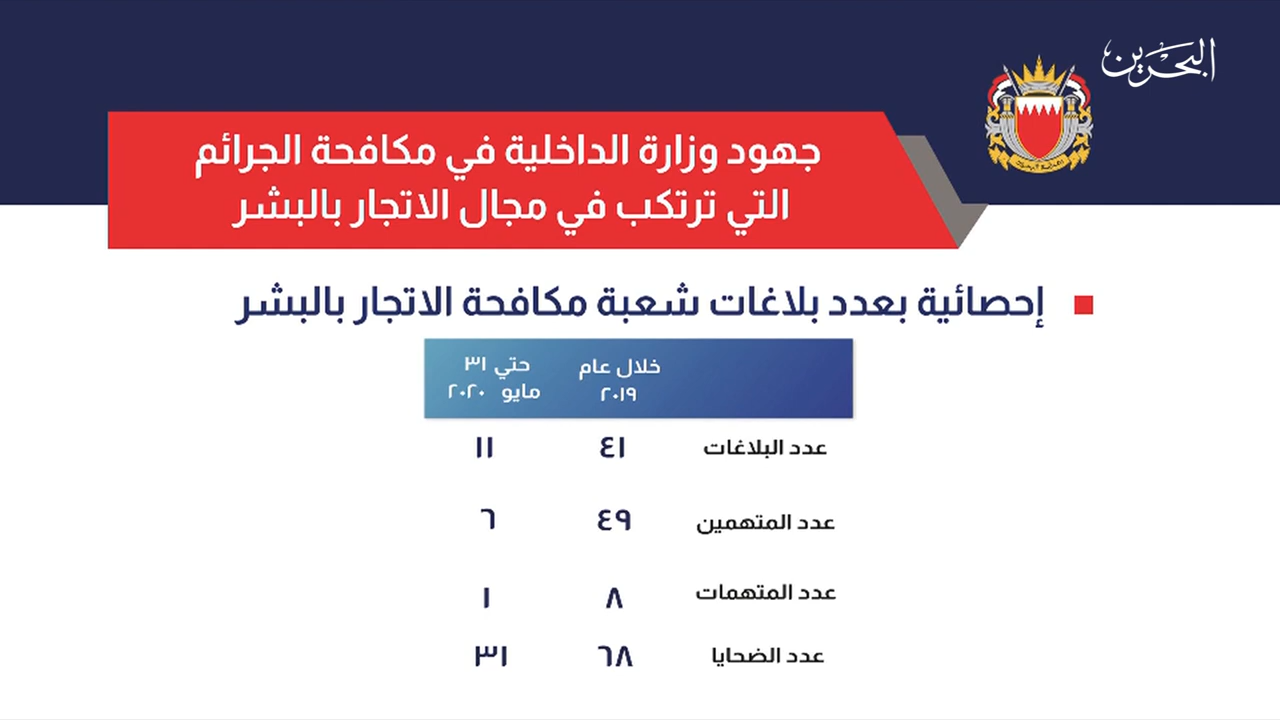 البحرين
جهود وزارة الداخلية في مكافحة الجرائم
التي ترتكب في مجال الاتجار بالبشر
إحصائية بعدد بلاغات شعبة مكافحة الاتجار بالبشر
خلال عام
٢٠١٩
حتي ٣١
مايو ٢٠٢٠
عدد البلاغات ٤١ ١١
عدد المتهمين ٤٩ ٦
عدد المتهمات ٨ ١
عدد الضحايا ٦٨ ٣١